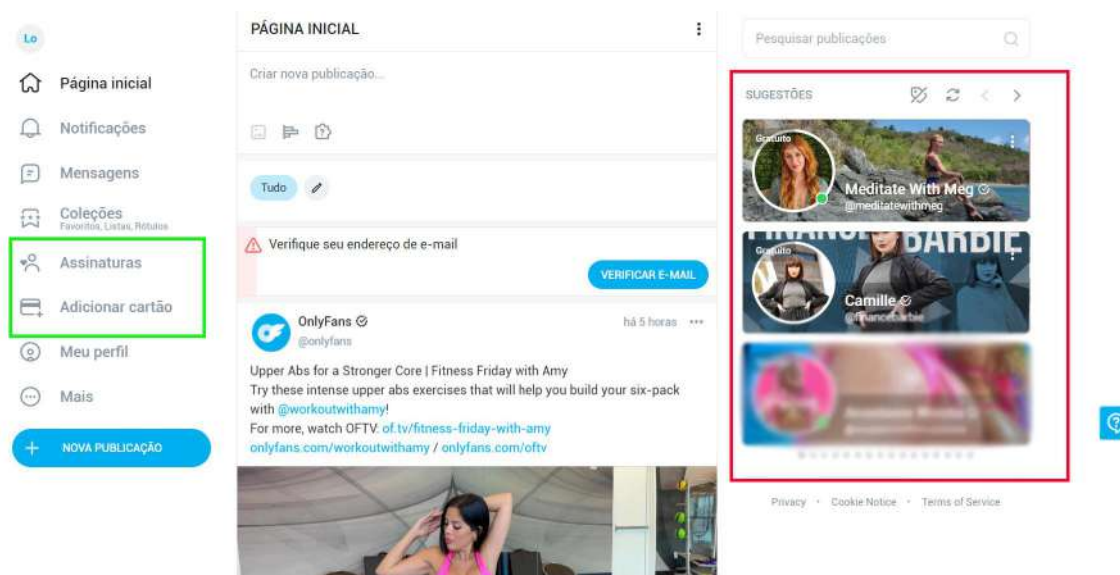 Lo
Página inicial
Notificações
Mensagens
Coleções
Favoritos, Listas, Rótulos
Assinaturas
Adicionar cartão
Meu perfil
Mais
+ NOVA PUBLICAÇÃO
PÁGINA INICIAL
Criar nova publicação...
Tudo
Verifique seu endereço de e-mail
VERIFICAR E-MAIL
OnlyFans
há 5 horas
@onlyfans
Upper Abs for a Stronger Core | Fitness Friday with Amy
Try these intense upper abs exercises that will help you build your six-pack
with @workoutwithamy!
For more, watch OFTV: of.tv/fitness-friday-with-amy
onlyfans.com/workoutwithamy / onlyfans.com/oftv
Pesquisar publicações
SUGESTÕES
Gratuito
Meditate With Meg
@meditatewithmeg
FINANCE BARBIE
Gratuito
Camille
@financebarbie
Privacy · Cookie Notice · Terms of Service